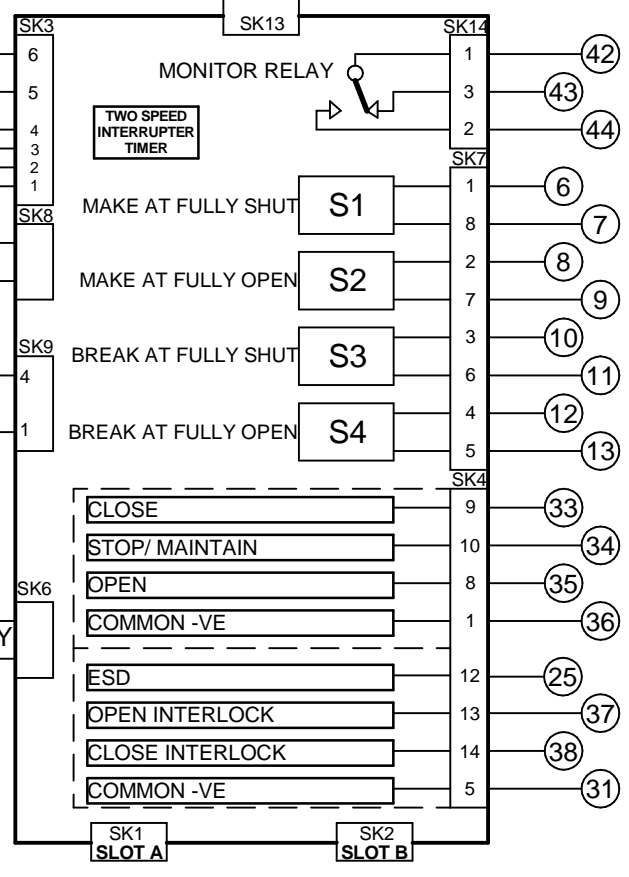 SK3
SK13
SK14
6
MONITOR RELAY
1
42
5
3
43
TWO SPEED
INTERRUPTER
TIMER
4
2
44
3
2
1
SK7
MAKE AT FULLY SHUT
S1
1
6
8
7
SK8
MAKE AT FULLY OPEN
S2
2
8
7
9
SK9
BREAK AT FULLY SHUT
S3
3
10
4
6
11
1
BREAK AT FULLY OPEN
S4
4
12
5
13
SK4
CLOSE
9
33
STOP/ MAINTAIN
10
34
SK6
OPEN
8
35
COMMON -VE
1
36
Y
ESD
12
25
OPEN INTERLOCK
13
37
CLOSE INTERLOCK
14
38
COMMON -VE
5
31
SK1
SLOT A
SK2
SLOT B